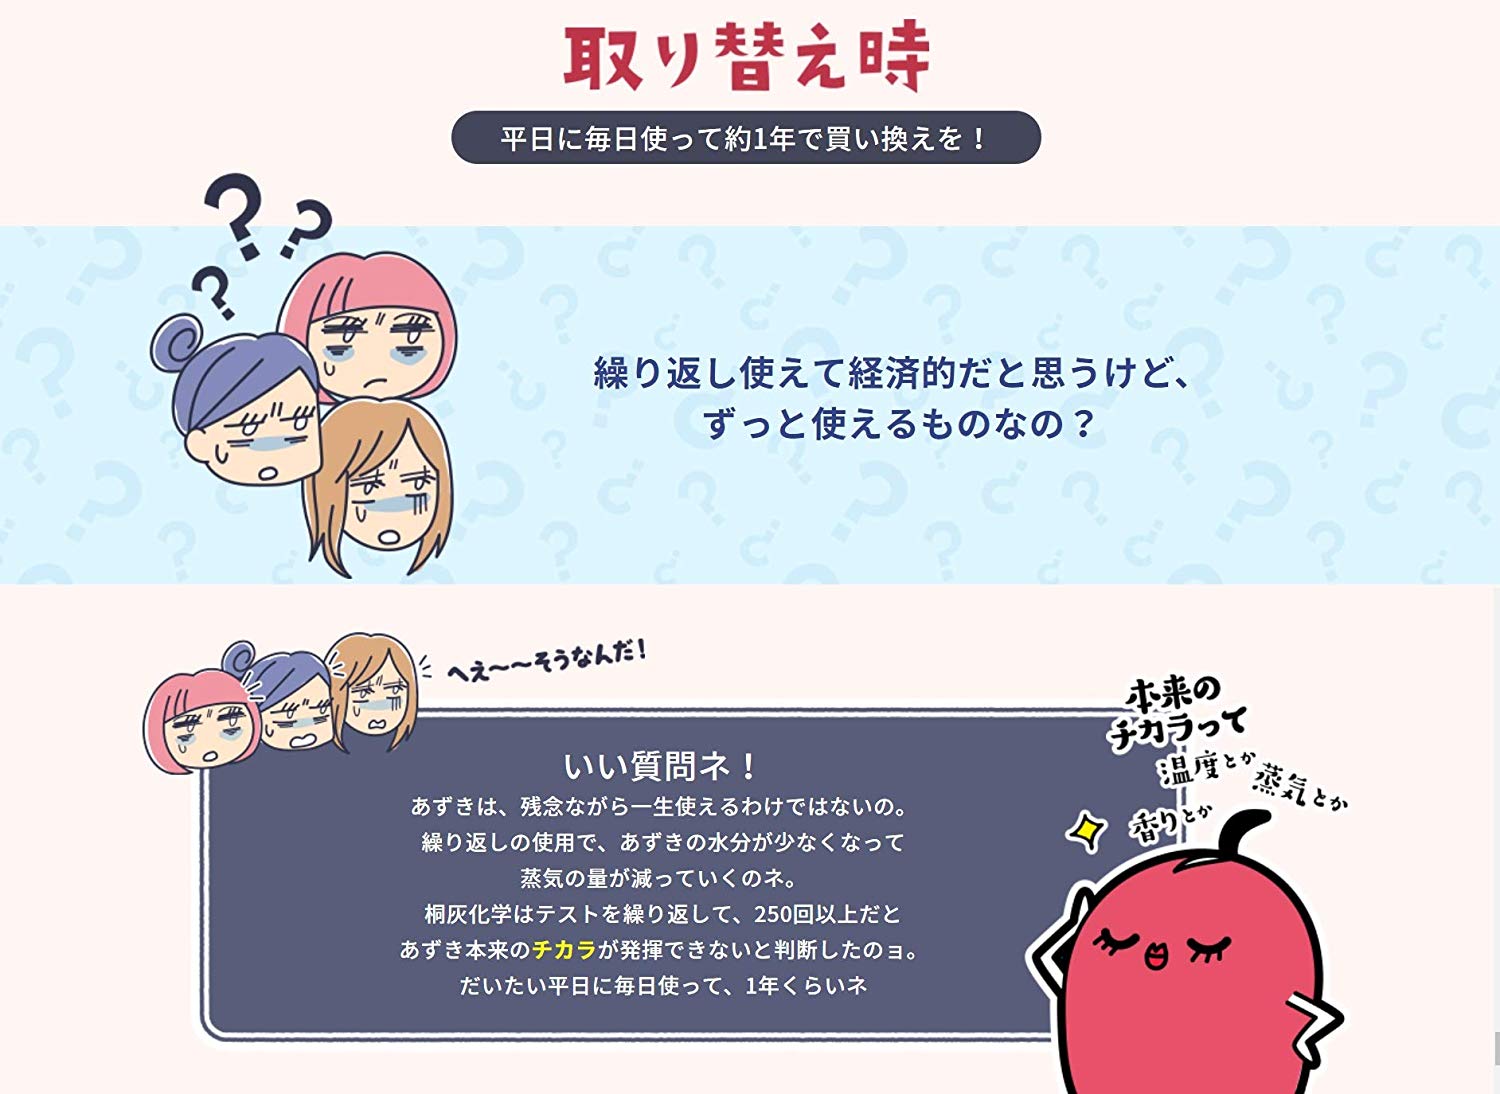 取り替え時
平日に毎日使って約1年で買い換えを！
???
繰り返し使えて経済的だと思うけど、
ずっと使えるものなの？
へえ〜〜そうなんだ！
いい質問ネ！
あずきは、残念ながら一生使えるわけではないの。
繰り返しの使用で、あずきの水分が少なくなって
蒸気の量が減っていくのネ。
桐灰化学はテストを繰り返して、250回以上だと
あずき本来のチカラが発揮できないと判断したのョ。
だいたい平日に毎日使って、1年くらいネ
本来の
チカラって
温度とか
蒸気とか
香りとか